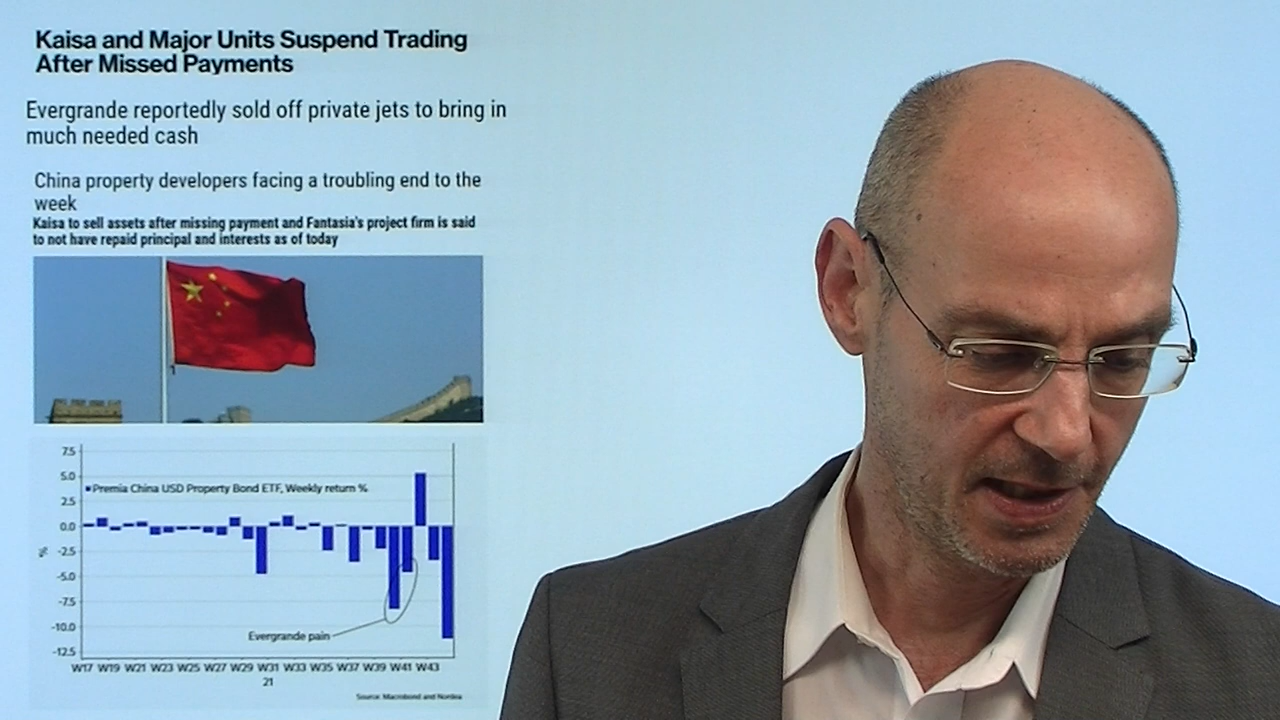 Kaisa and Major Units Suspend Trading
After Missed Payments
Evergrande reportedly sold off private jets to bring in
much needed cash
China property developers facing a troubling end to the
week
Kaisa to sell assets after missing payment and Fantasia's project firm is said
to not have repaid principal and interests as of today
7.5
5.0
Premia China USD Property Bond ETF, Weekly return %
2.5
0.0
%
-2.5
-5.0
-7.5
-10.0
Evergrande pain
-12.5
W17 W19 W21 W23 W25 W27 W29 W31 W33 W35 W37 W39 W41 W43
21
Source: Macrobond and Nordea